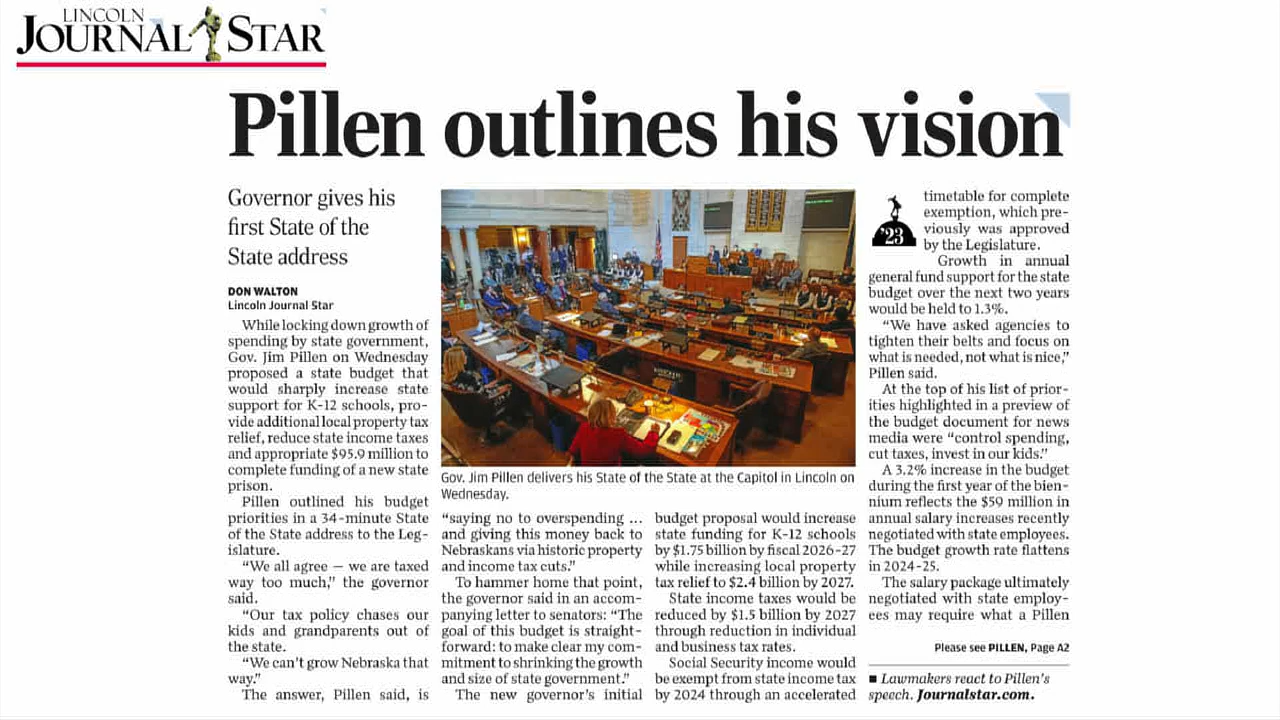 LINCOLN
JOURNAL STAR
Pillen outlines his vision
Governor gives his
first State of the
State address
DON WALTON
Lincoln Journal Star
While locking down growth of
spending by state government,
Gov. Jim Pillen on Wednesday
proposed a state budget that
would sharply increase state
support for K-12 schools, pro-
vide additional local property tax
relief, reduce state income taxes
and appropriate $95.9 million to
complete funding of a new state
prison.
Pillen outlined his budget
priorities in a 34-minute State
of the State address to the Leg-
islature.
“We all agree — we are taxed
way too much,” the governor
said.
“Our tax policy chases our
kids and grandparents out of
the state.
“We can’t grow Nebraska that
way.”
The answer, Pillen said, is
Gov. Jim Pillen delivers his State of the State at the Capitol in Lincoln on
Wednesday.
“saying no to overspending ...
and giving this money back to
Nebraskans via historic property
and income tax cuts.”
To hammer home that point,
the governor said in an accom-
panying letter to senators: “The
goal of this budget is straight-
forward: to make clear my com-
mitment to shrinking the growth
and size of state government.”
The new governor’s initial
budget proposal would increase
state funding for K-12 schools
by $1.75 billion by fiscal 2026-27
while increasing local property
tax relief to $2.4 billion by 2027.
State income taxes would be
reduced by $1.5 billion by 2027
through reduction in individual
and business tax rates.
Social Security income would
be exempt from state income tax
by 2024 through an accelerated
’23
timetable for complete
exemption, which pre-
viously was approved
by the Legislature.
Growth in annual
general fund support for the state
budget over the next two years
would be held to 1.3%.
“We have asked agencies to
tighten their belts and focus on
what is needed, not what is nice,”
Pillen said.
At the top of his list of prior-
ities highlighted in a preview of
the budget document for news
media were “control spending,
cut taxes, invest in our kids.”
A 3.2% increase in the budget
during the first year of the bien-
nium reflects the $59 million in
annual salary increases recently
negotiated with state employees.
The budget growth rate flattens
in 2024-25.
The salary package ultimately
negotiated with state employ-
ees may require what a Pillen
Please see PILLEN, Page A2
■ Lawmakers react to Pillen’s
speech. Journalstar.com.